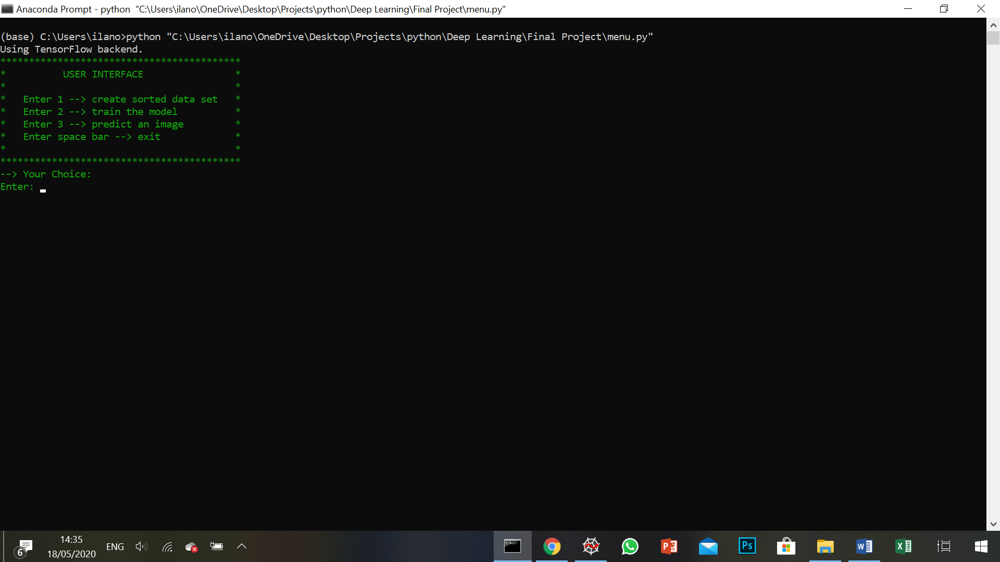 Anaconda Prompt - python  "C:\Users\ilano\OneDrive\Desktop\Projects\python\Deep Learning\Final Project\menu.py"
(base) C:\Users\ilano>python "C:\Users\ilano\OneDrive\Desktop\Projects\python\Deep Learning\Final Project\menu.py"
Using TensorFlow backend.
******************************************
*          USER INTERFACE                *
*                                        *
*   Enter 1 --> create sorted data set   *
*   Enter 2 --> train the model          *
*   Enter 3 --> predict an image         *
*   Enter space bar --> exit             *
*                                        *
******************************************
--> Your Choice:
Enter:
6
14:35
18/05/2020
ENG
C:\_
P
Ps
W
X